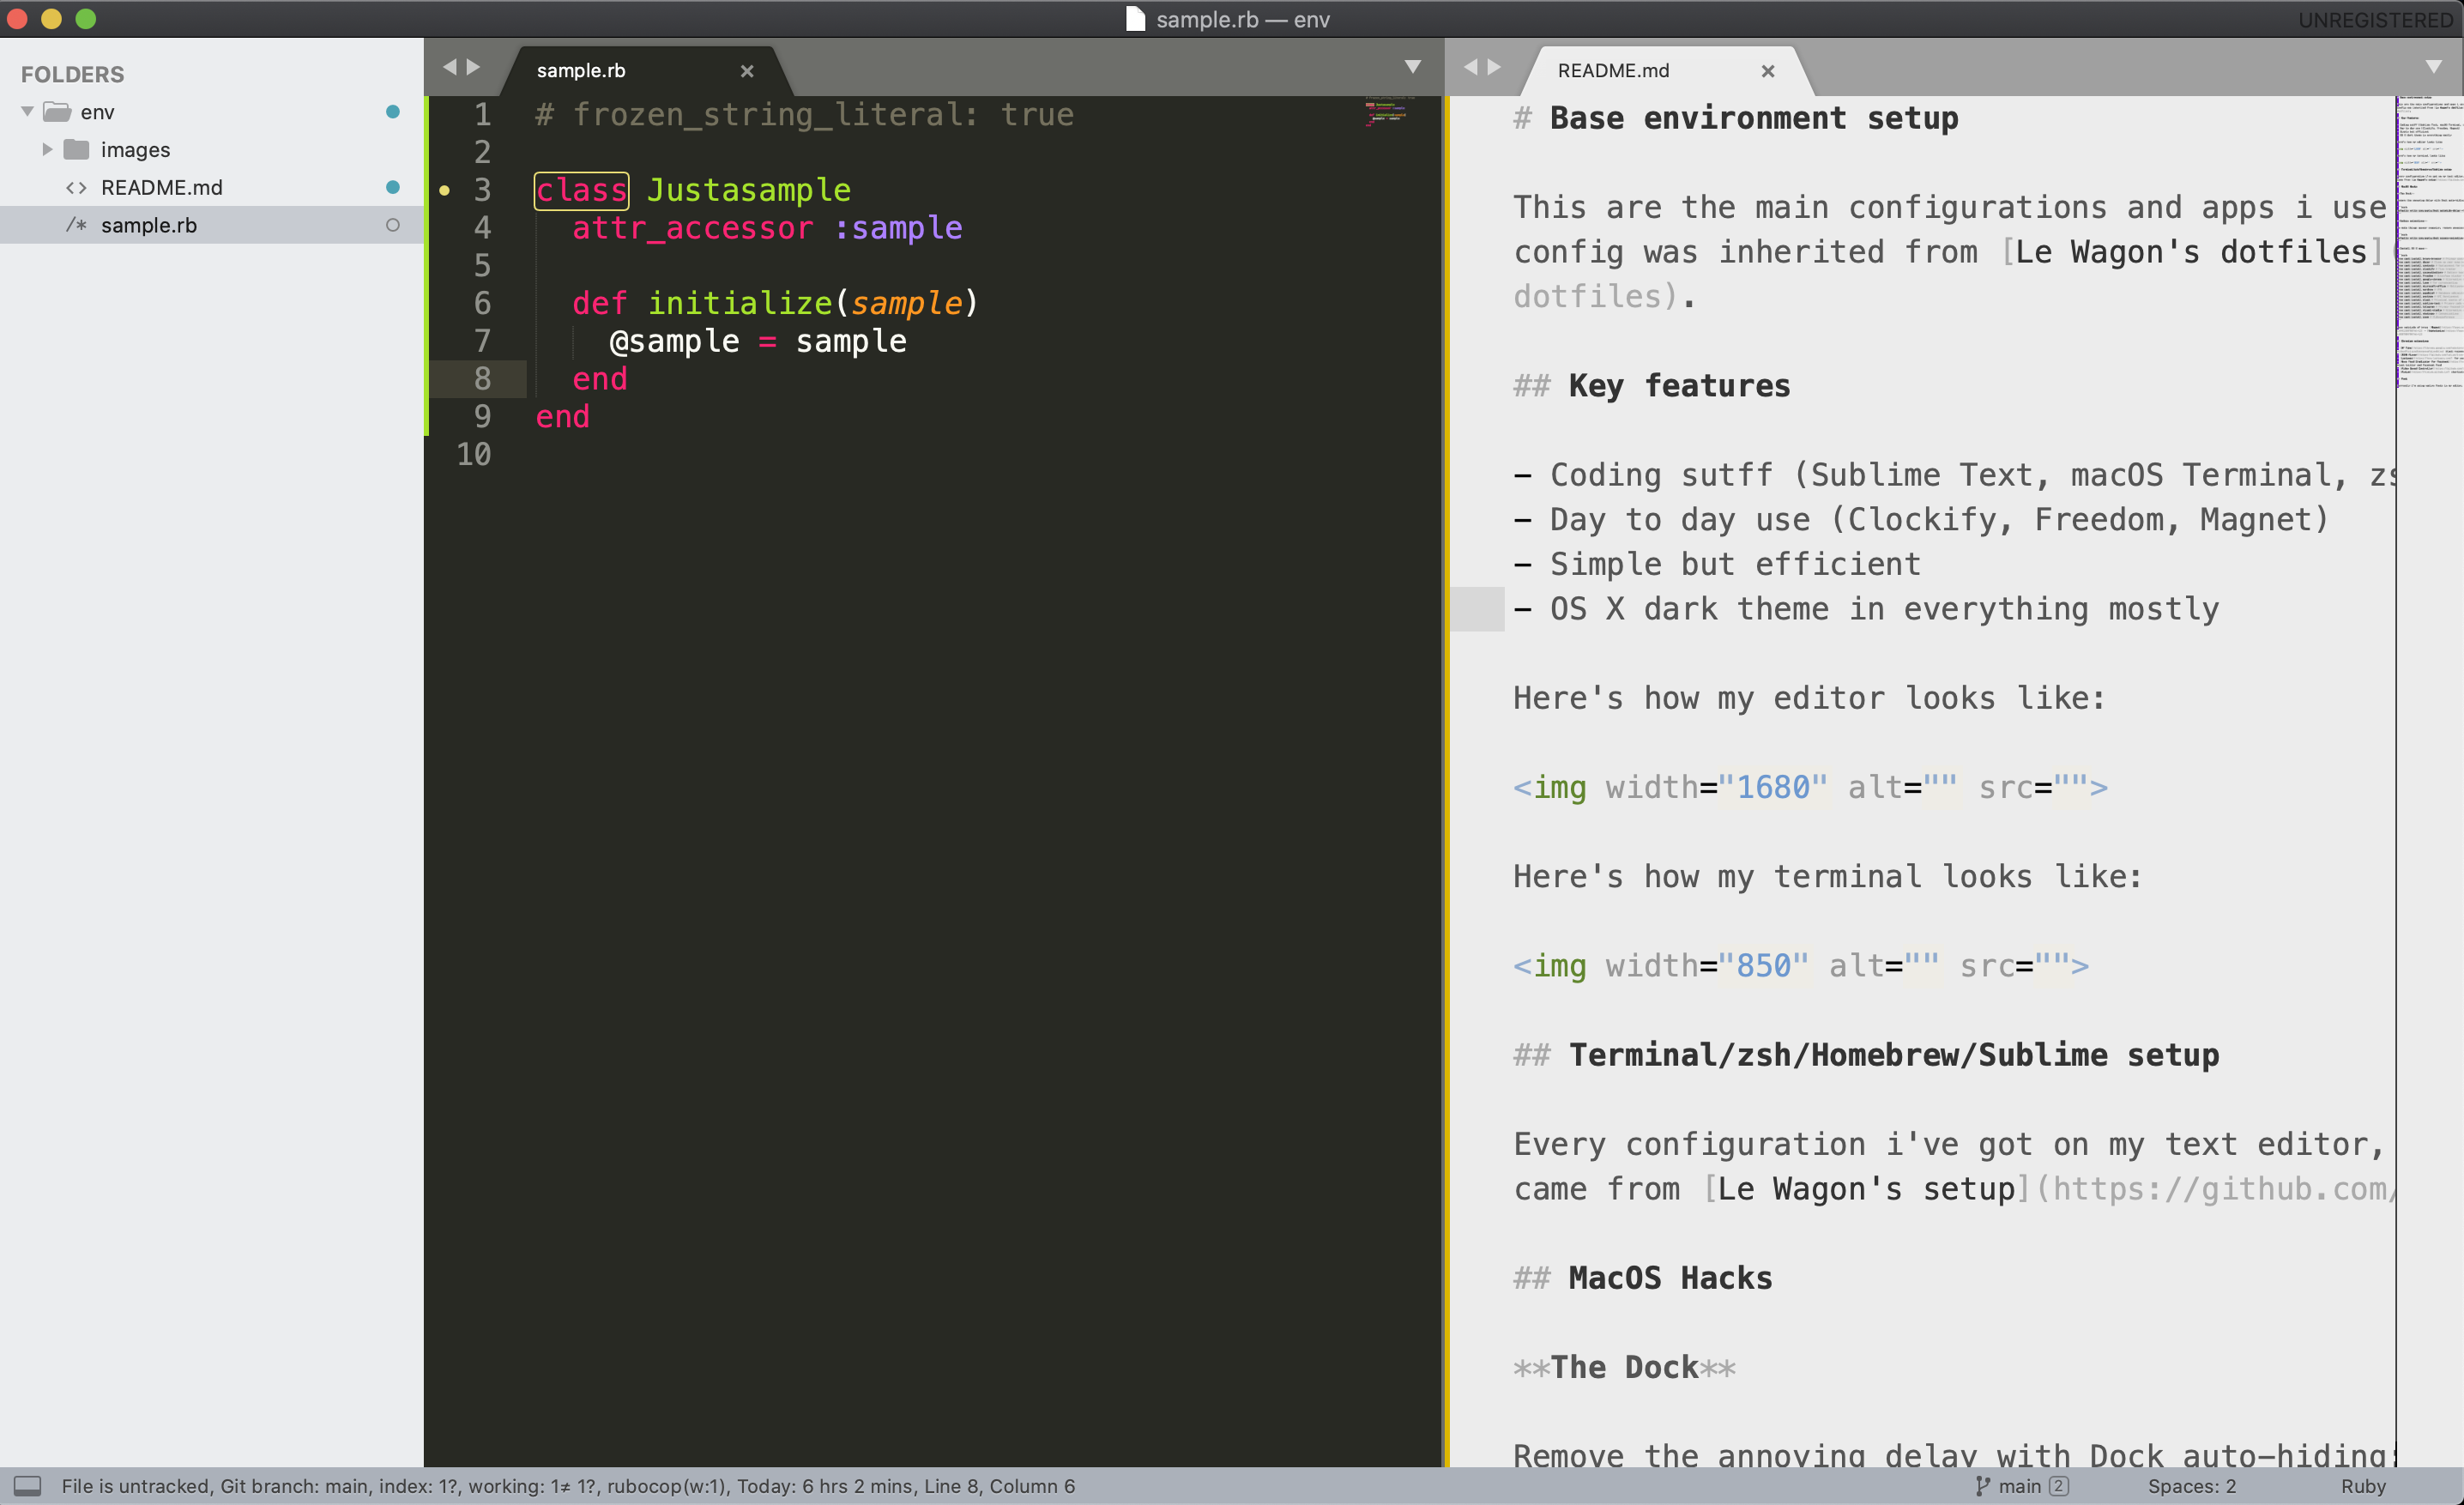 sample.rb — env
UNREGISTERED
FOLDERS
env
images
<> README.md
/* sample.rb
sample.rb ×
1 # frozen_string_literal: true
2
3 class Justasample
4 attr_accessor :sample
5
6 def initialize(sample)
7 @sample = sample
8 end
9 end
10
README.md ×
# Base environment setup
This are the main configurations and apps i use
config was inherited from [Le Wagon's dotfiles]
dotfiles).
## Key features
- Coding sutff (Sublime Text, macOS Terminal, zs
- Day to day use (Clockify, Freedom, Magnet)
- Simple but efficient
- OS X dark theme in everything mostly
Here's how my editor looks like:
<img width="1680" alt="" src="">
Here's how my terminal looks like:
<img width="850" alt="" src="">
## Terminal/zsh/Homebrew/Sublime setup
Every configuration i've got on my text editor,
came from [Le Wagon's setup](https://github.com/
## MacOS Hacks
**The Dock**
Remove the annoying delay with Dock auto-hiding:
File is untracked, Git branch: main, index: 1?, working: 1≠ 1?, rubocop(w:1), Today: 6 hrs 2 mins, Line 8, Column 6
main 2
Spaces: 2
Ruby